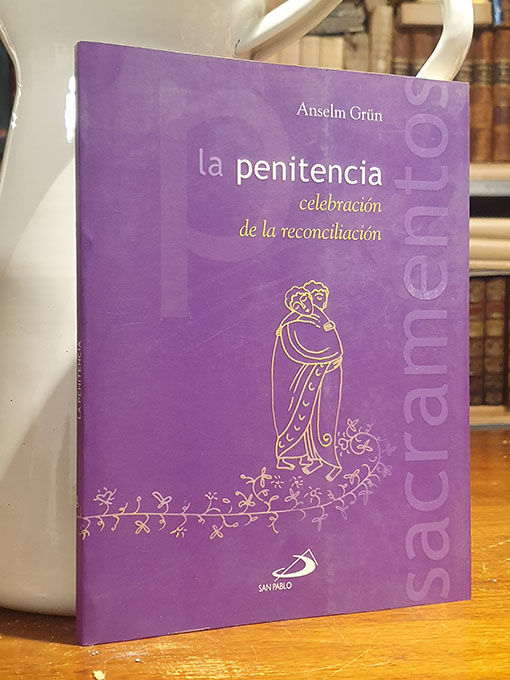 Anselm Grün
la penitencia
celebración
de la reconciliación
sacramentos
p
SAN PABLO
LA PENITENCIA